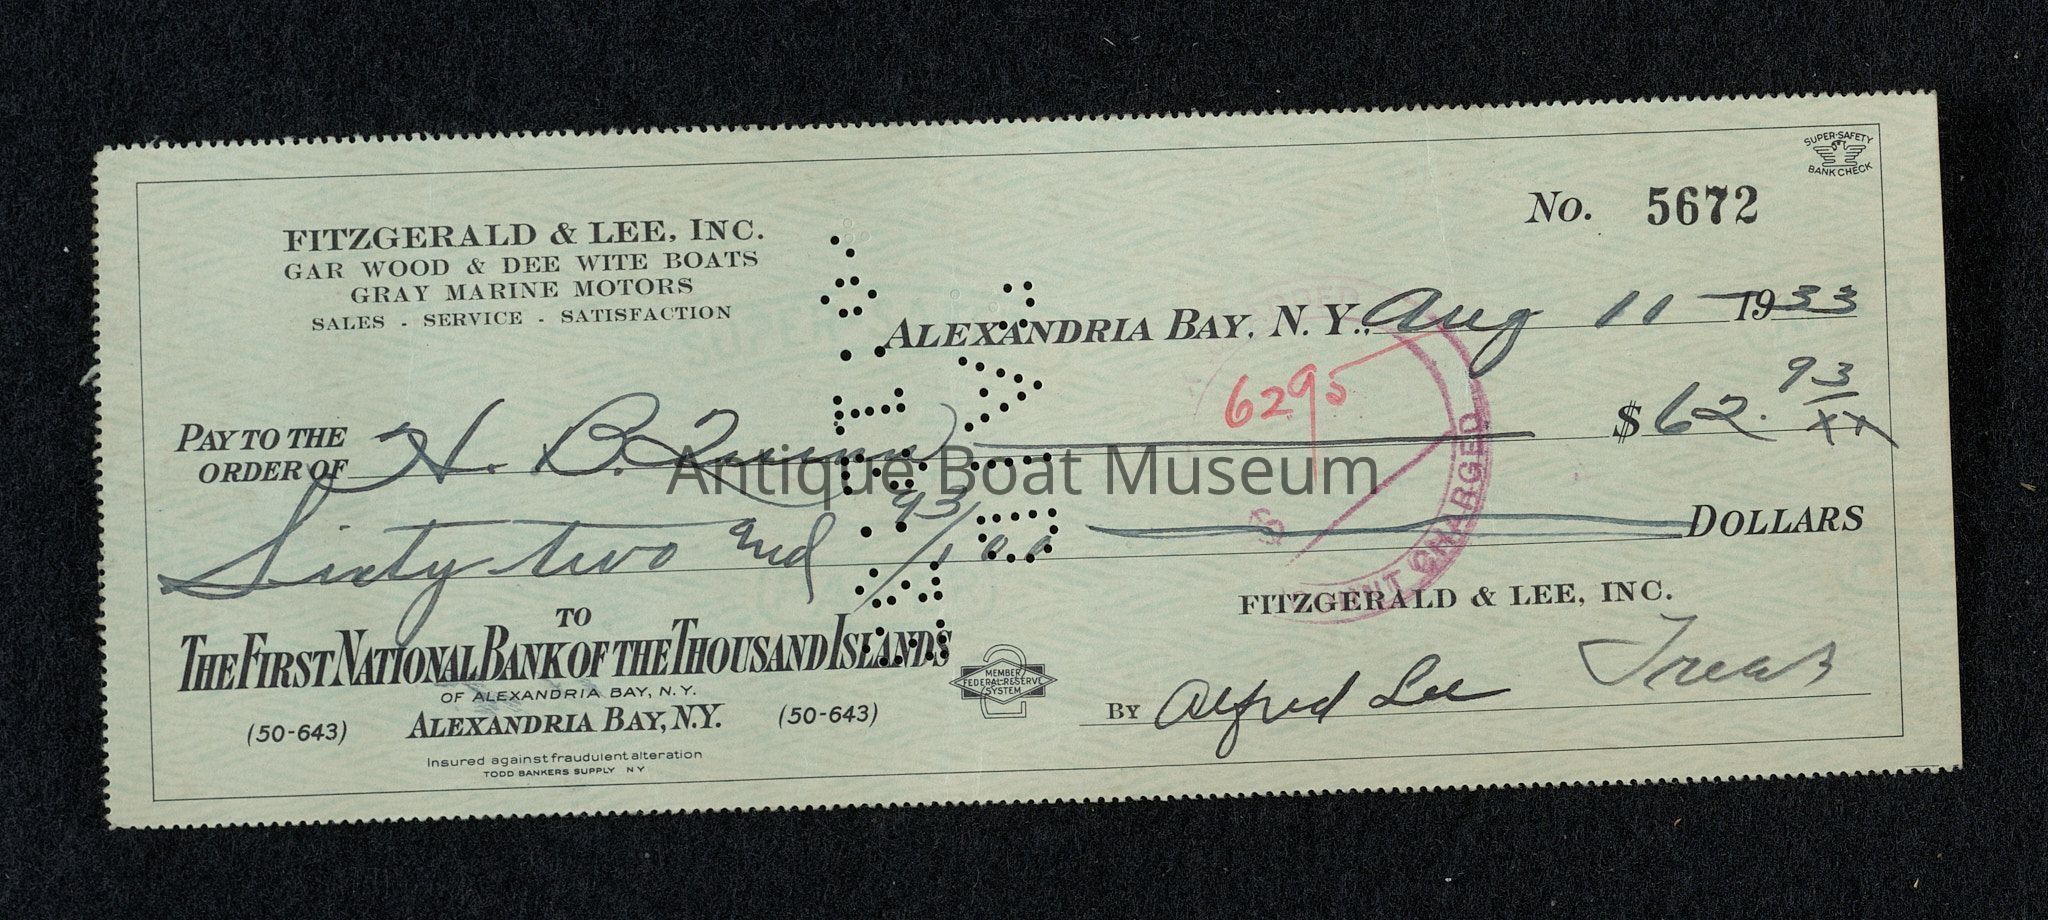 SUPER-SAFETY
BANK CHECK
No. 5672
FITZGERALD & LEE, INC.
GAR WOOD & DEE WITE BOATS
GRAY MARINE MOTORS
SALES - SERVICE - SATISFACTION
ALEXANDRIA BAY, N. Y., Aug 11 1933
6295
PAY TO THE
ORDER OF H. B. Quinn $62. 93/xx
Antique Boat Museum
Sixty two and 93/100 DOLLARS
CHARGED
TO
THE FIRST NATIONAL BANK OF THE THOUSAND ISLANDS
OF ALEXANDRIA BAY, N.Y.
(50-643) ALEXANDRIA BAY, N.Y. (50-643)
Insured against fraudulent alteration
TODD BANKERS SUPPLY NY
2
MEMBER
FEDERAL RESERVE
SYSTEM
FITZGERALD & LEE, INC.
BY Alfred Lee Treas